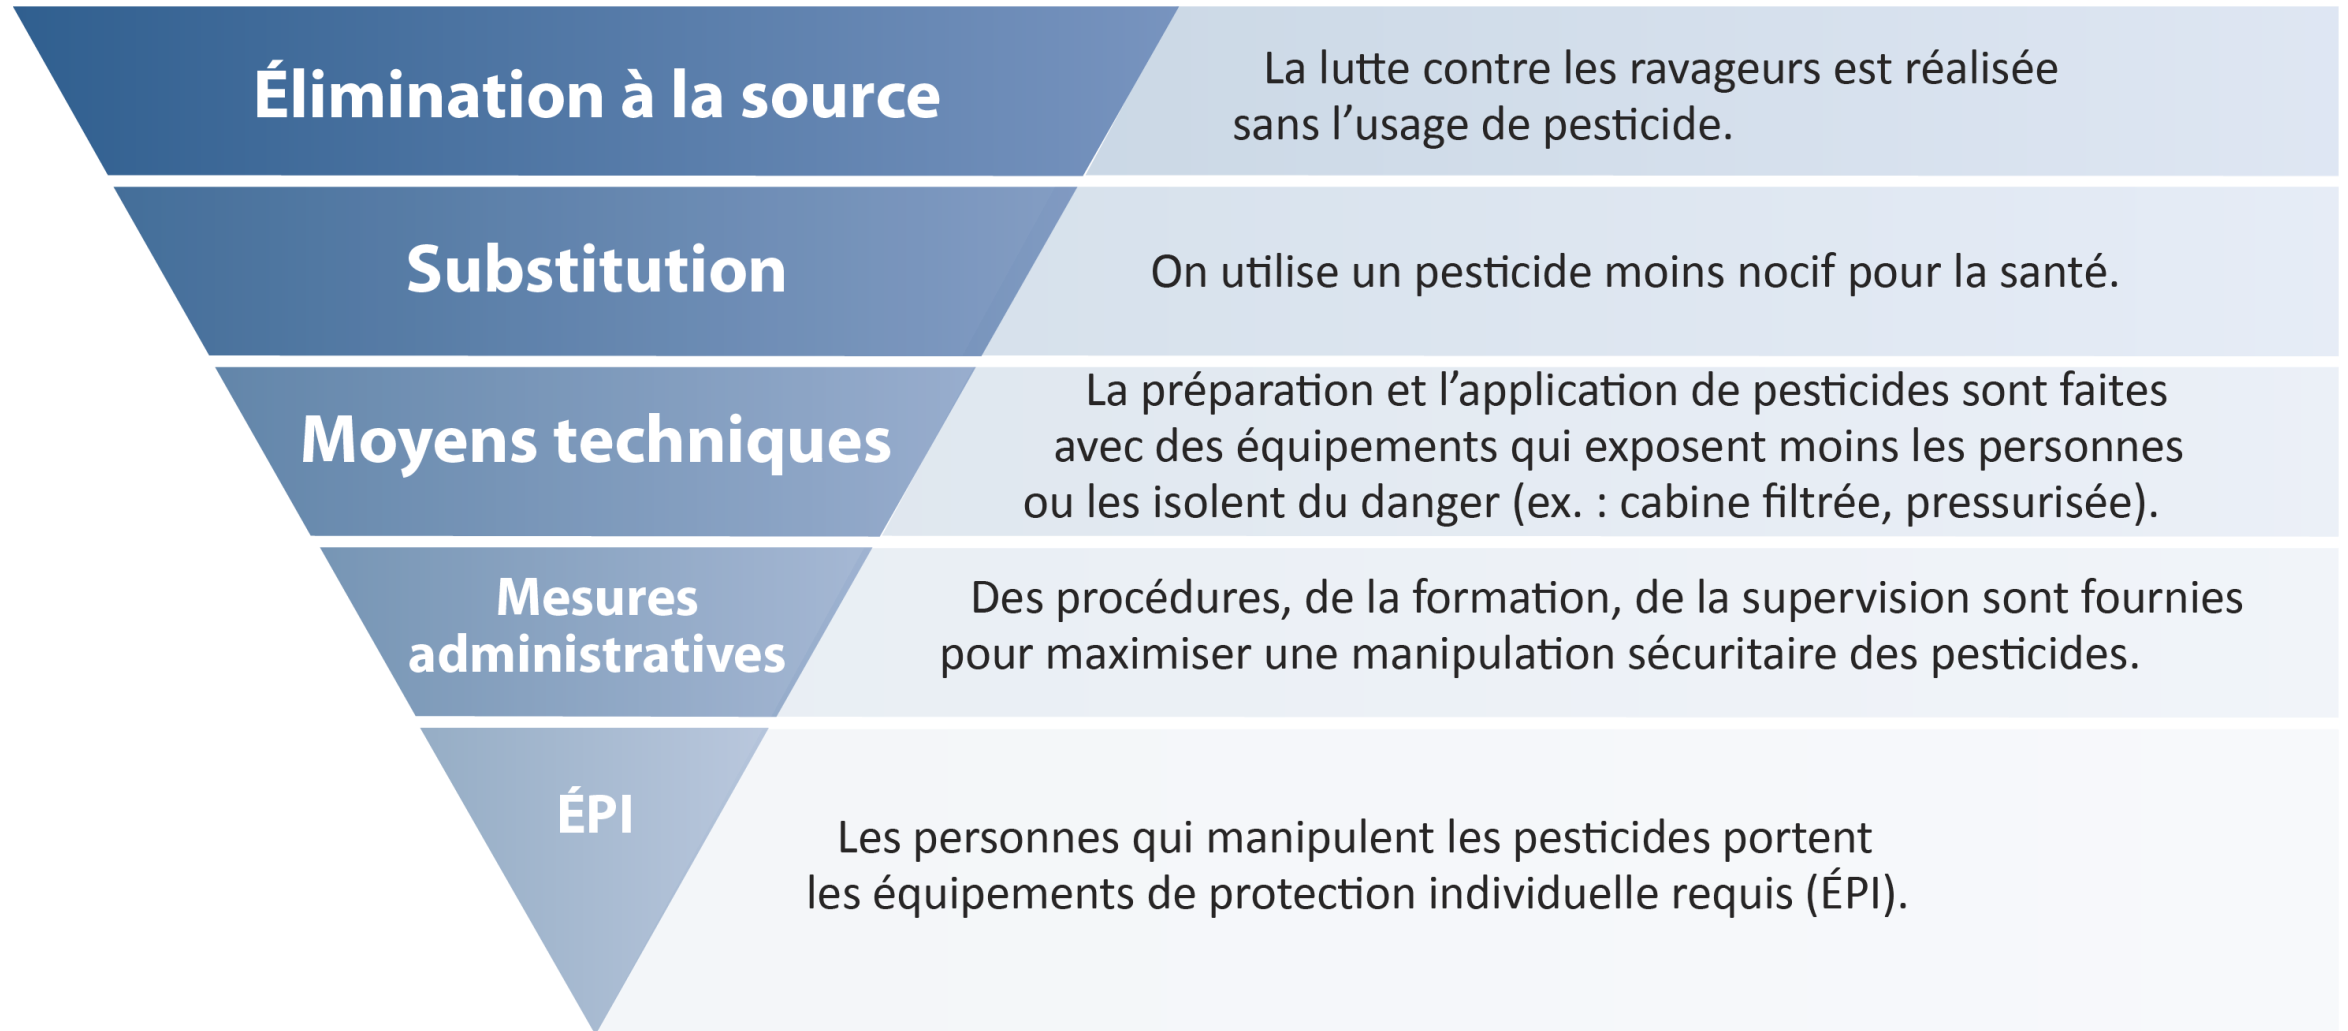 Élimination à la source
La lutte contre les ravageurs est réalisée
sans l’usage de pesticide.
Substitution
On utilise un pesticide moins nocif pour la santé.
Moyens techniques
La préparation et l’application de pesticides sont faites
avec des équipements qui exposent moins les personnes
ou les isolent du danger (ex. : cabine filtrée, pressurisée).
Mesures
administratives
Des procédures, de la formation, de la supervision sont fournies
pour maximiser une manipulation sécuritaire des pesticides.
ÉPI
Les personnes qui manipulent les pesticides portent
les équipements de protection individuelle requis (ÉPI).